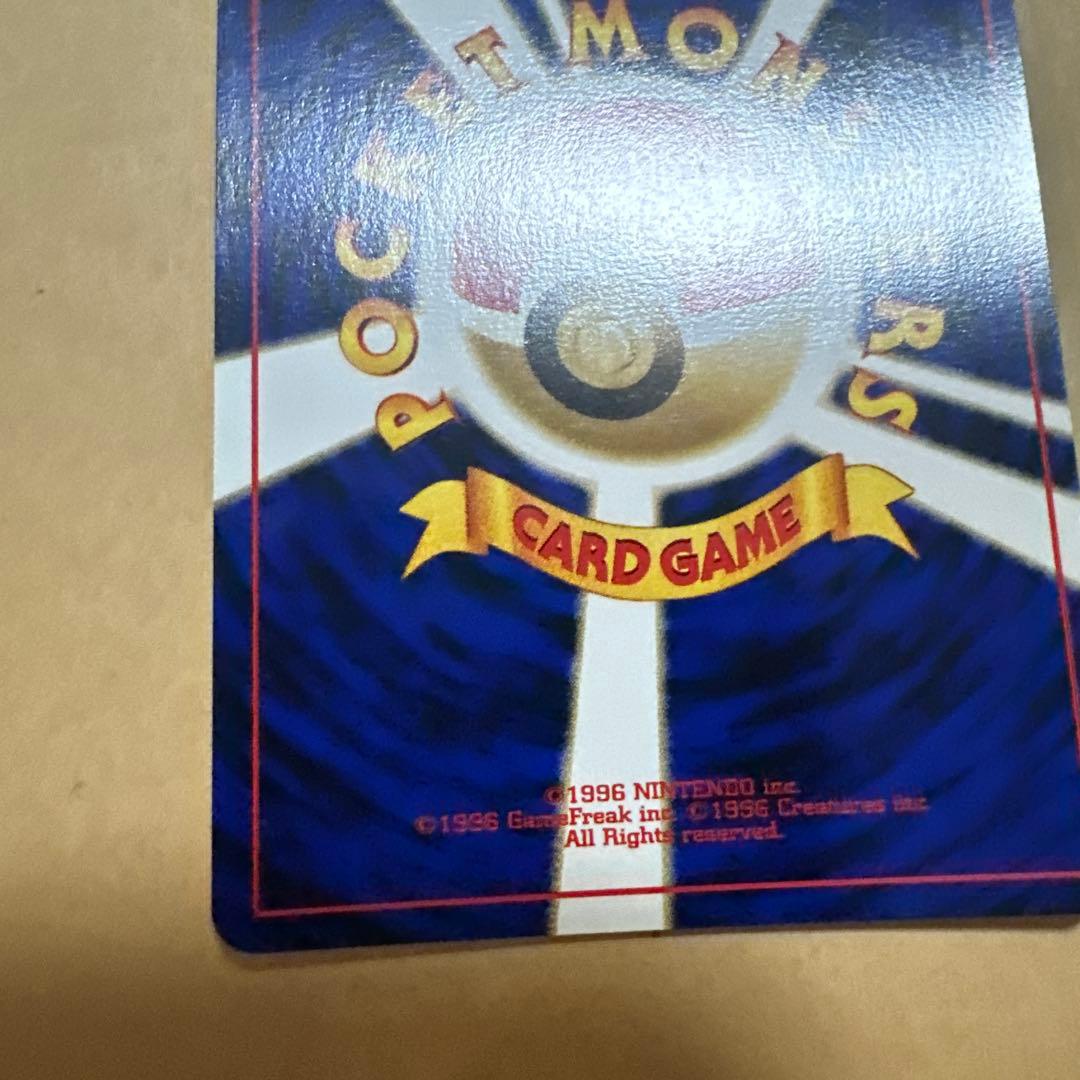 POCKET MONSTERS
CARD GAME
©1996 NINTENDO inc.
©1996 GameFreak inc. ©1996 Creatures inc.
All Rights reserved.